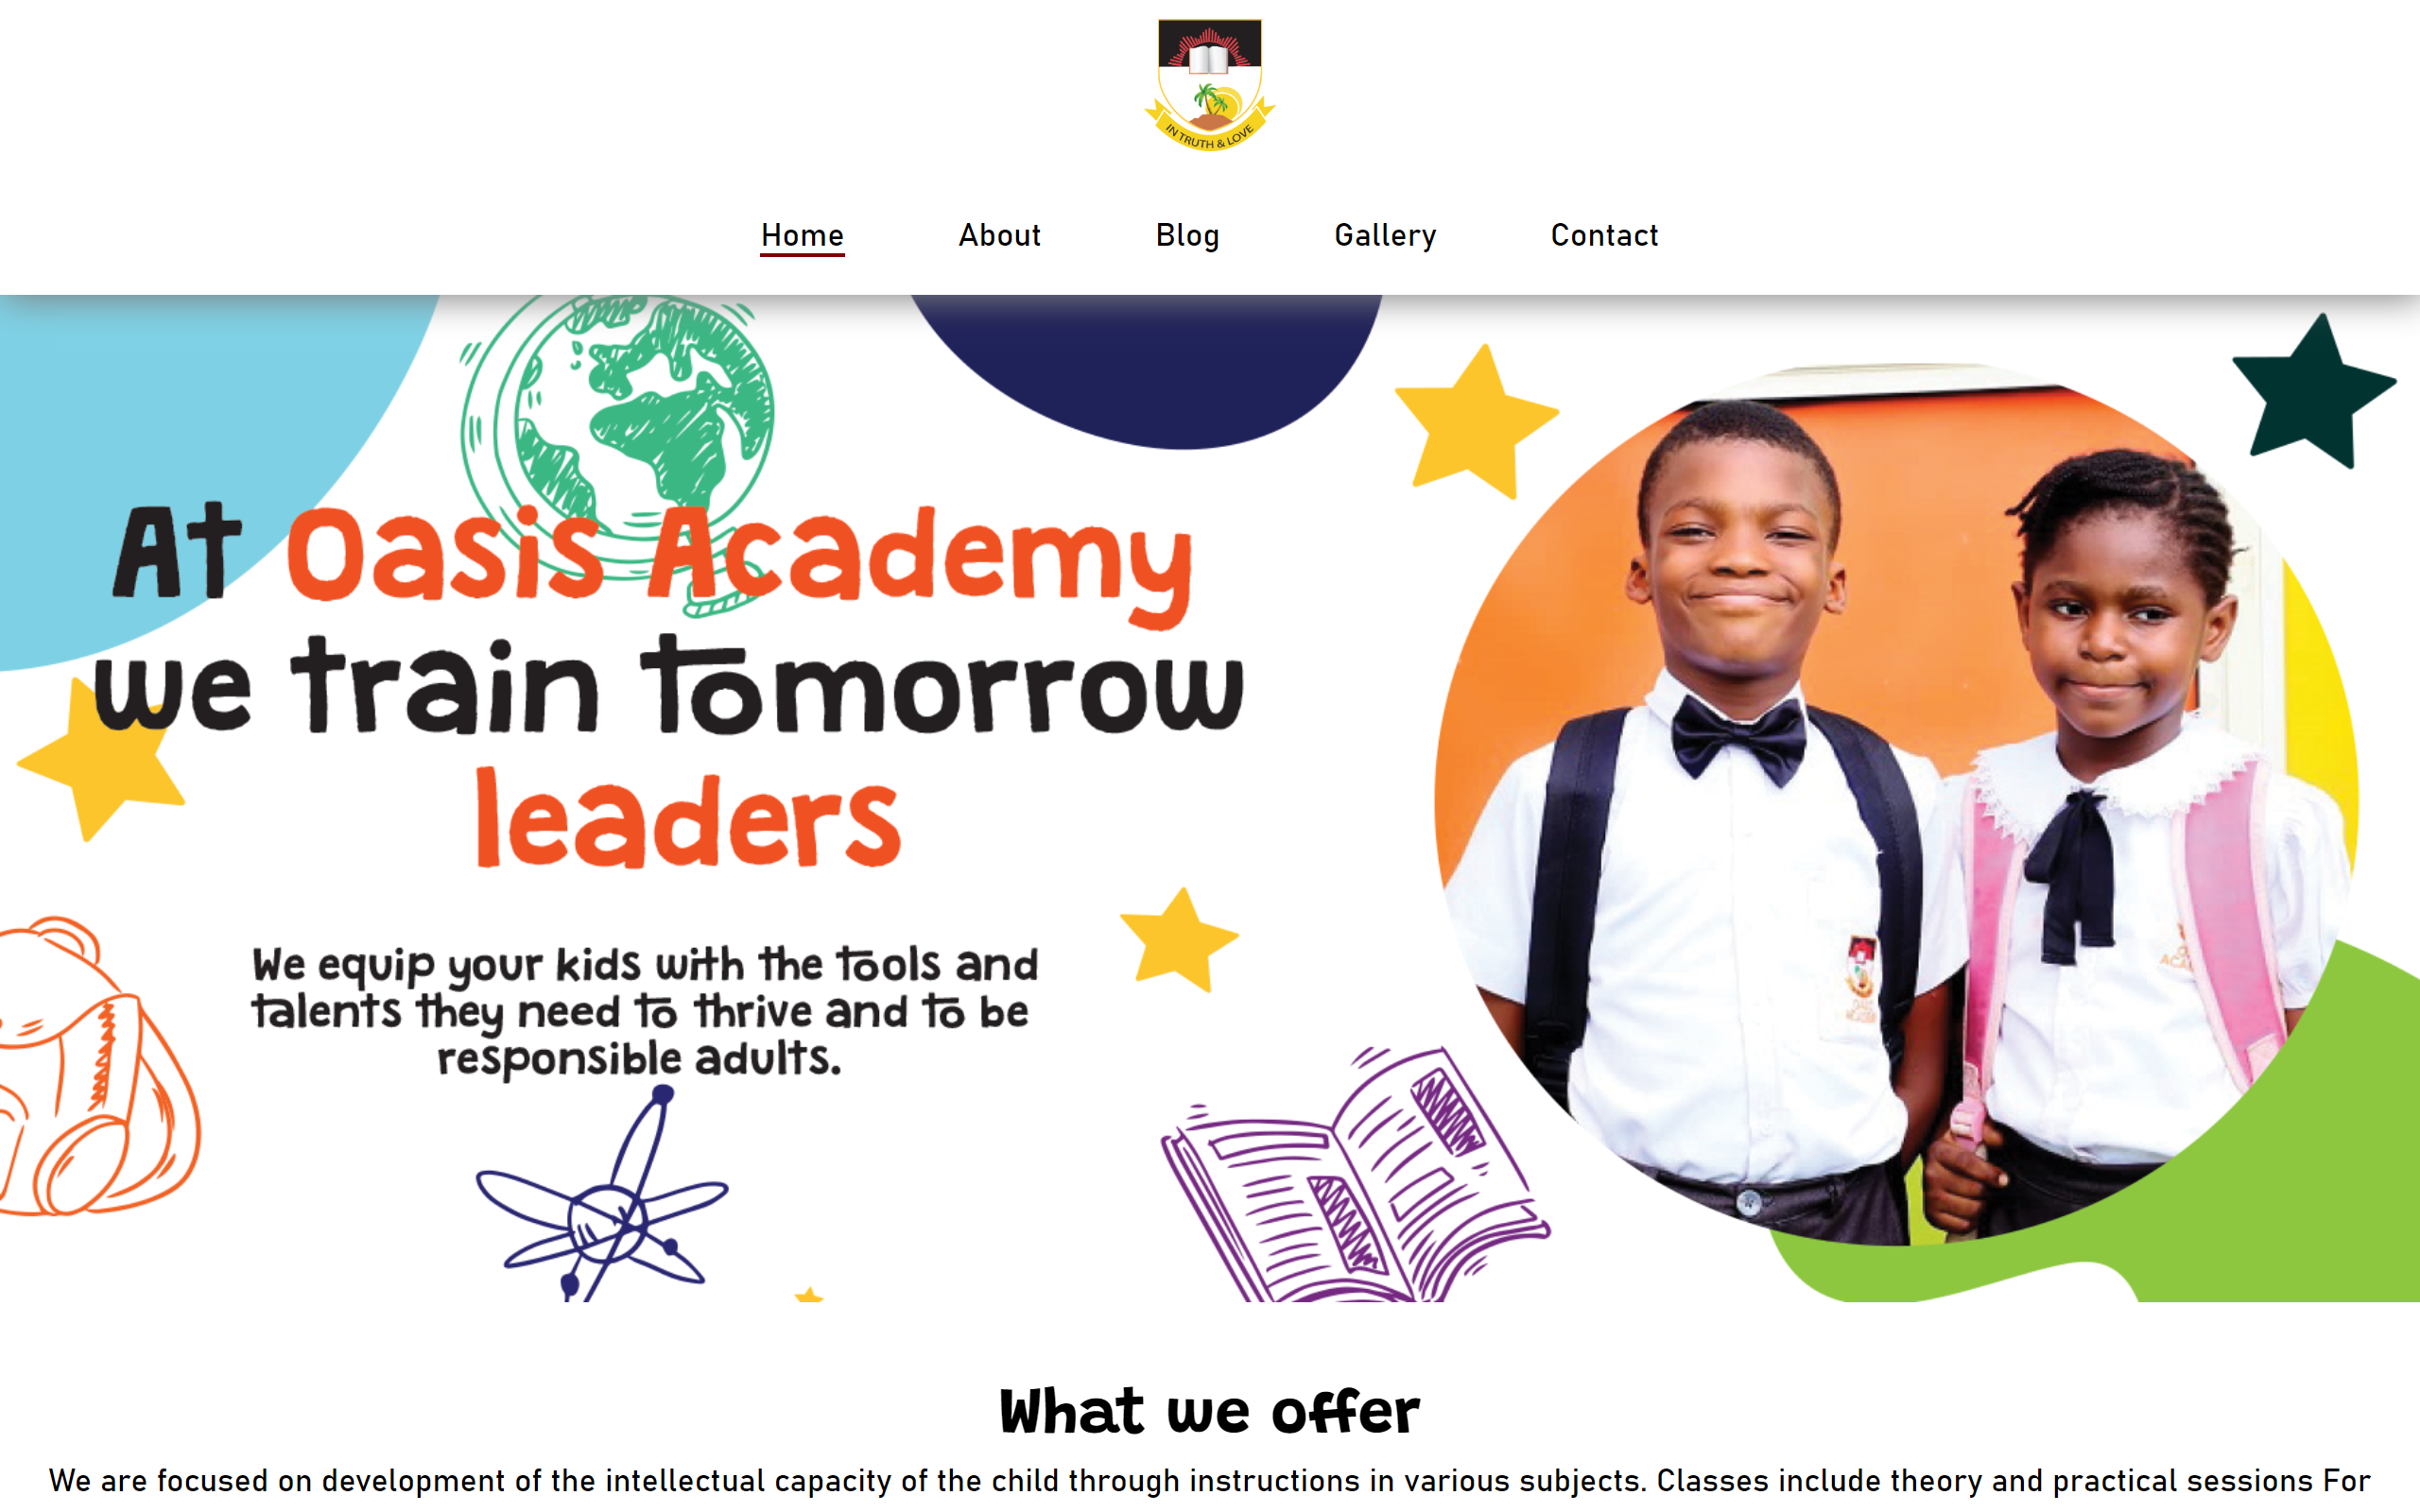 IN TRUTH & LOVE
Home About Blog Gallery Contact
At Oasis Academy
we train tomorrow
leaders
We equip your kids with the tools and
talents they need to thrive and to be
responsible adults.
What we offer
We are focused on development of the intellectual capacity of the child through instructions in various subjects. Classes include theory and practical sessions For